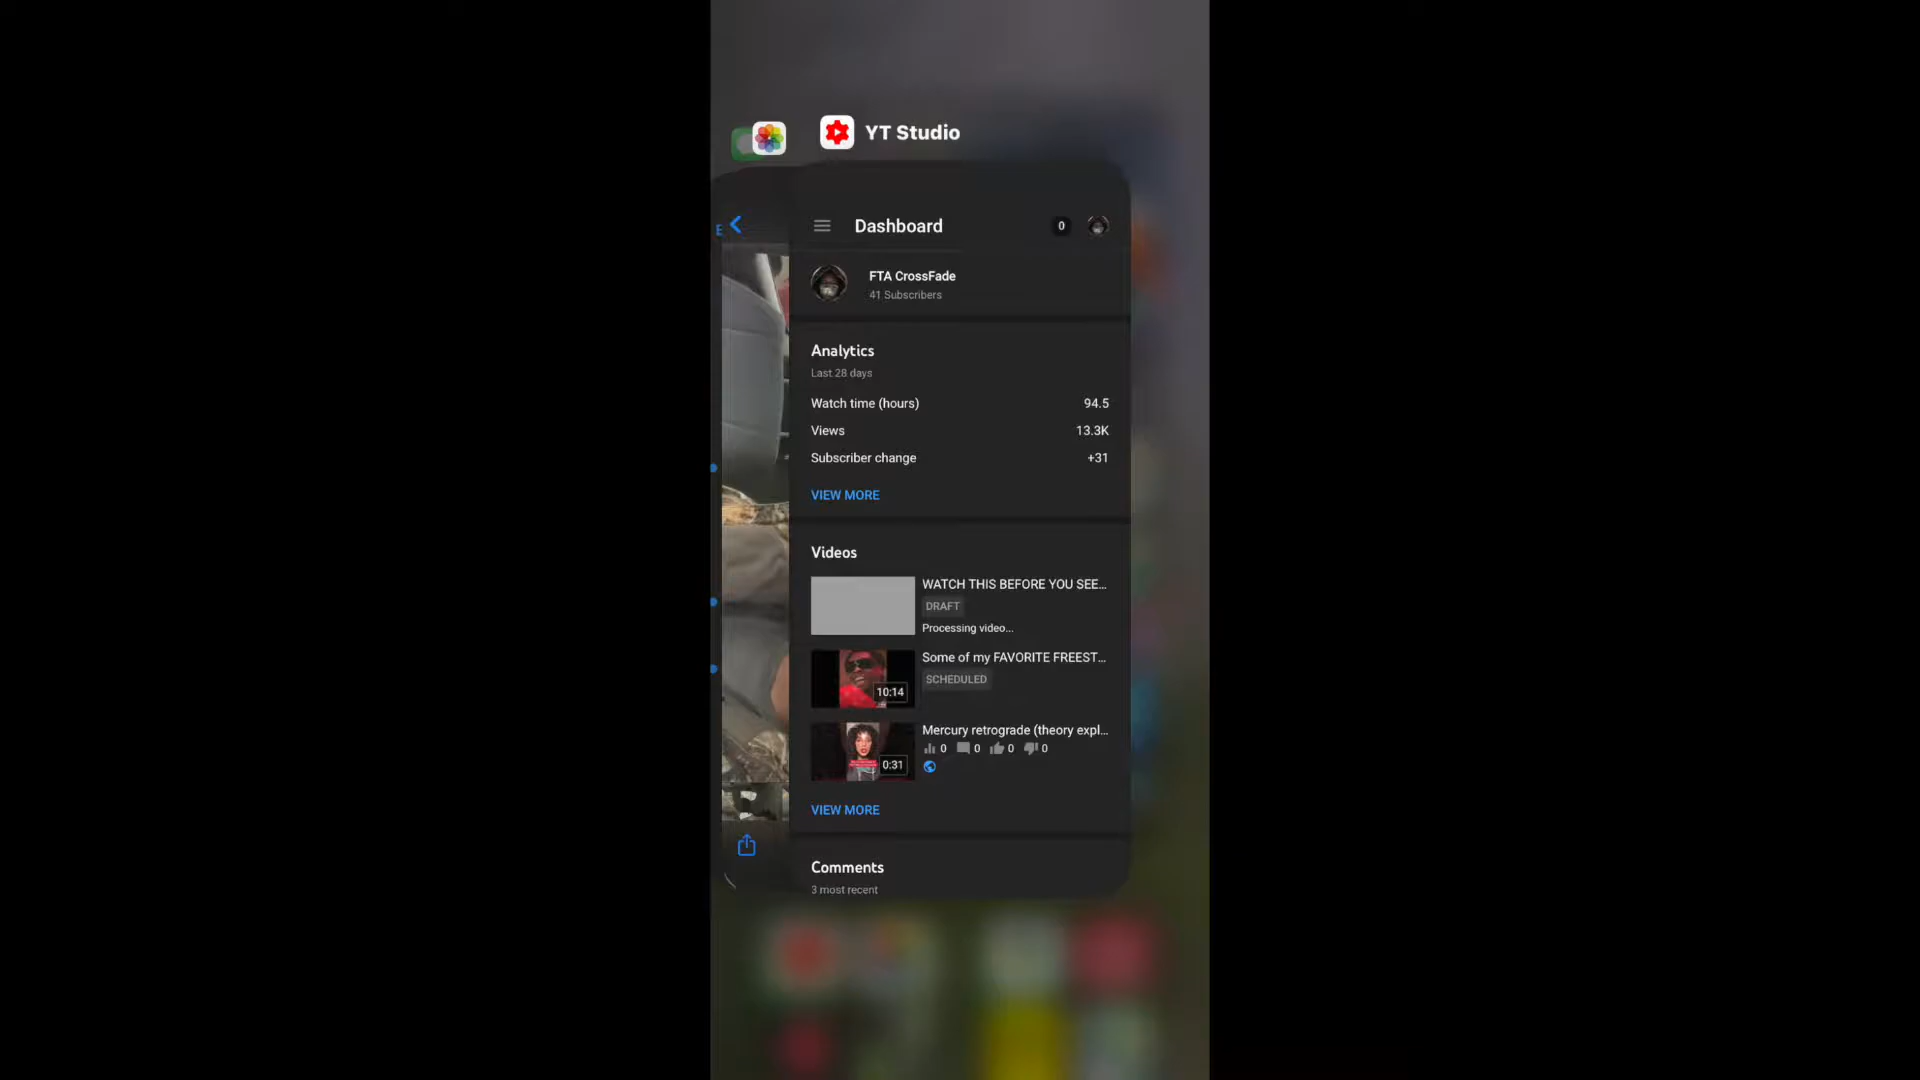 YT Studio
Dashboard
0
FTA CrossFade
41 Subscribers
Analytics
Last 28 days
Watch time (hours) 94.5
Views 13.3K
Subscriber change +31
VIEW MORE
Videos
WATCH THIS BEFORE YOU SEE...
DRAFT
Processing video...
Some of my FAVORITE FREEST...
SCHEDULED
10:14
Mercury retrograde (theory expl...
0 0 0 0
0:31
VIEW MORE
Comments
3 most recent